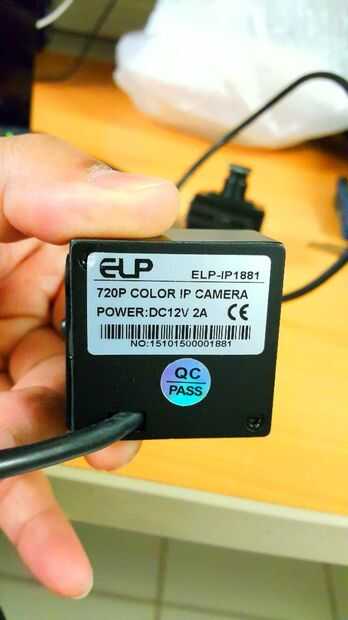 ELP
ELP-IP1881
720P COLOR IP CAMERA
POWER:DC12V 2A CE
NO:15101500001881
QC
PASS